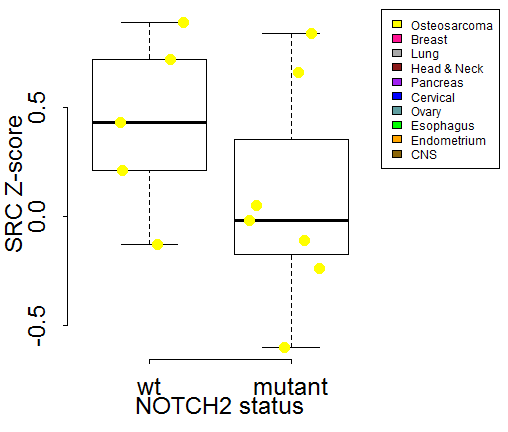 Osteosarcoma
Breast
Lung
Head & Neck
Pancreas
Cervical
Ovary
Esophagus
Endometrium
CNS
SRC Z-score
0.5
0.0
-0.5
wt mutant
NOTCH2 status